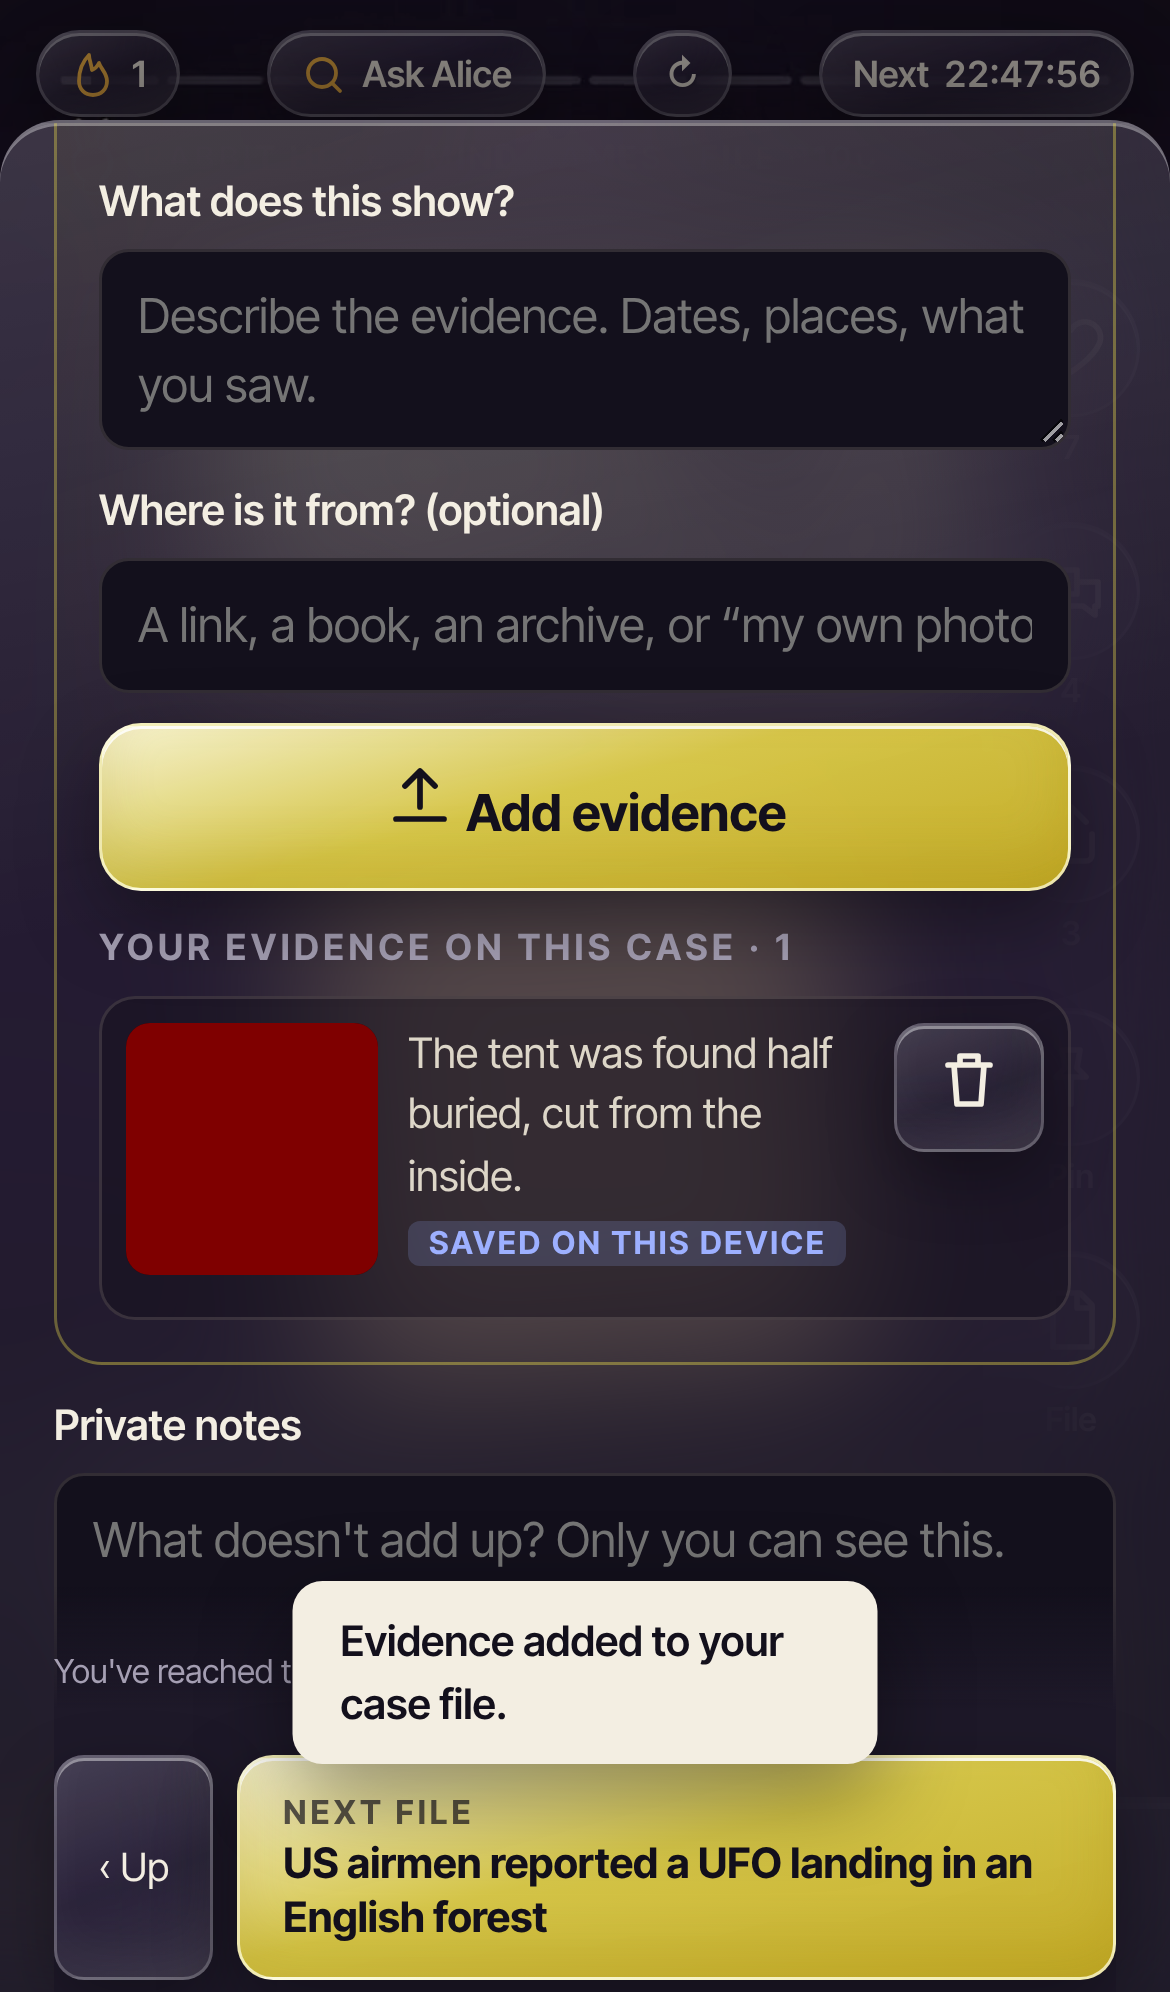 1
Ask Alice
Next 22:47:56
What does this show?
Describe the evidence. Dates, places, what
you saw.
Where is it from? (optional)
A link, a book, an archive, or “my own photo
Add evidence
YOUR EVIDENCE ON THIS CASE · 1
The tent was found half
buried, cut from the
inside.
SAVED ON THIS DEVICE
7
4
3
File
Private notes
What doesn't add up? Only you can see this.
Evidence added to your
case file.
You've reached
‹ Up
NEXT FILE
US airmen reported a UFO landing in an
English forest